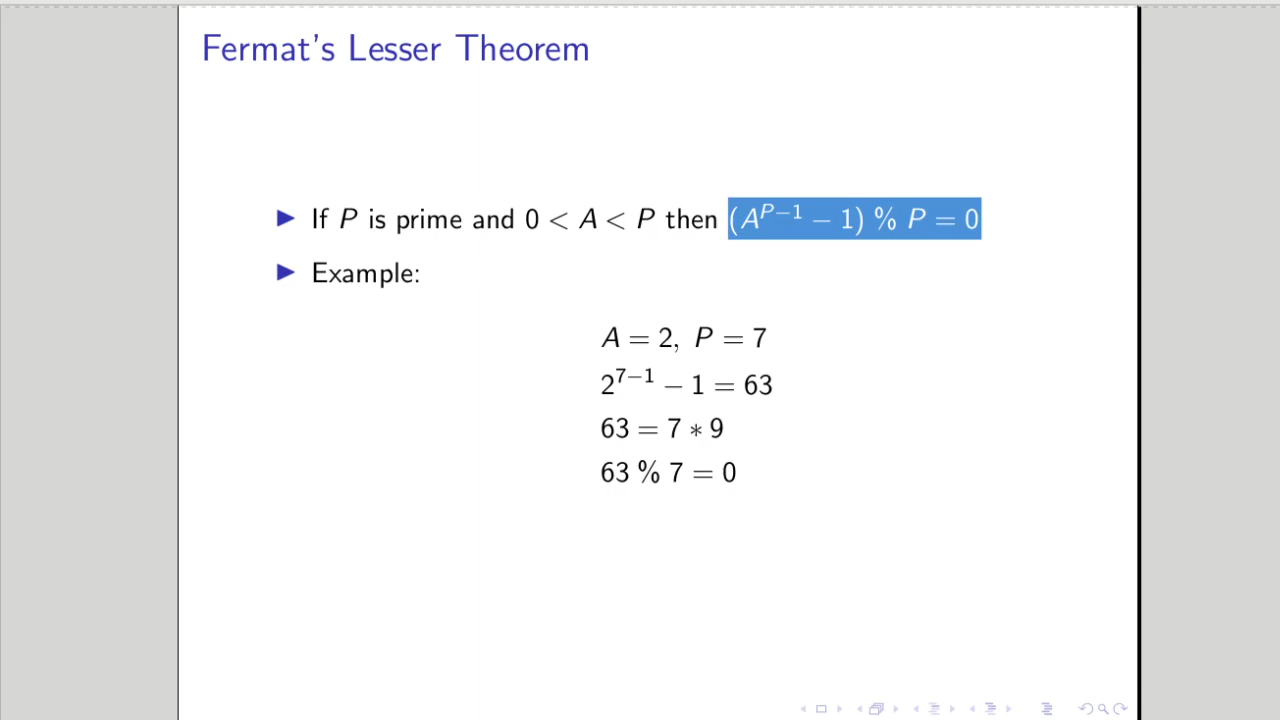 Fermat's Lesser Theorem
▶ If P is prime and 0 < A < P then (A^{P−1} − 1) % P = 0
▶ Example:
A = 2, P = 7
2^{7−1} − 1 = 63
63 = 7 ∗ 9
63 % 7 = 0